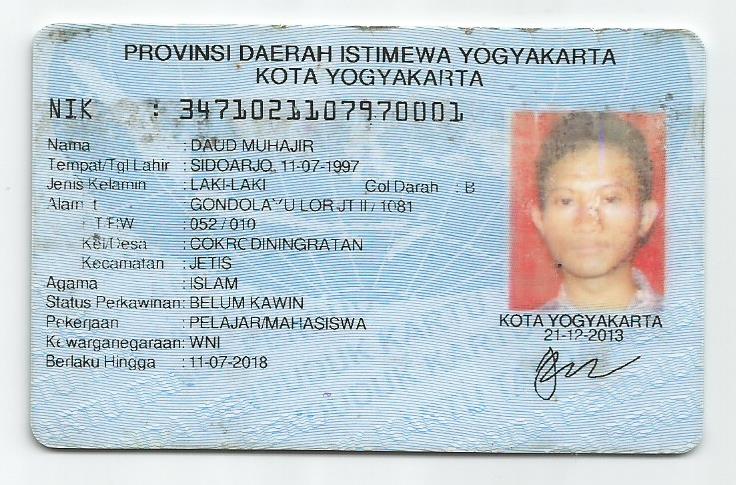 PROVINSI DAERAH ISTIMEWA YOGYAKARTA
KOTA YOGYAKARTA
NIK : 3471021107970001
Nama : DAUD MUHAJIR
Tempat/Tgl Lahir : SIDOARJO, 11-07-1997
Jenis Kelamin : LAKI-LAKI Gol Darah : B
Alamat : LOR JT II / 1081
RT/RW : 052 / 010
Kel/Desa : COKRODININGRATAN
Kecamatan : JETIS
Agama : ISLAM
Status Perkawinan: BELUM KAWIN
Pekerjaan : PELAJAR/MAHASISWA
Kewarganegaraan: WNI
Berlaku Hingga : 11-07-2018
KOTA YOGYAKARTA
21-12-2013